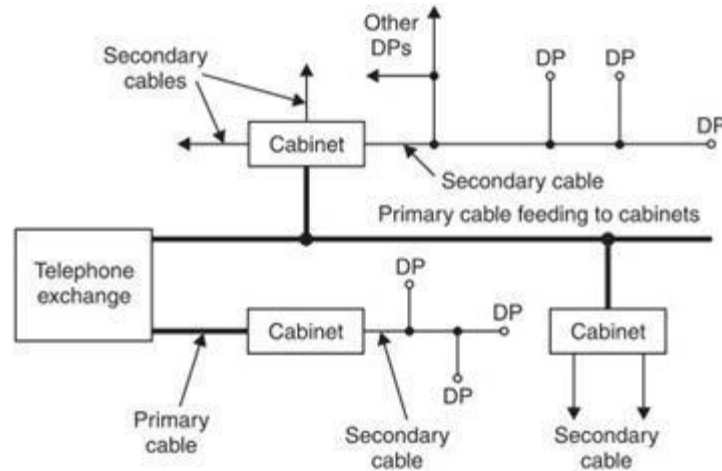 Other
DPs
Secondary
cables
DP
DP
DP
Cabinet
Secondary cable
Primary cable feeding to cabinets
Telephone
exchange
DP
DP
Cabinet
Cabinet
DP
Primary
cable
Secondary
cable
Secondary
cable